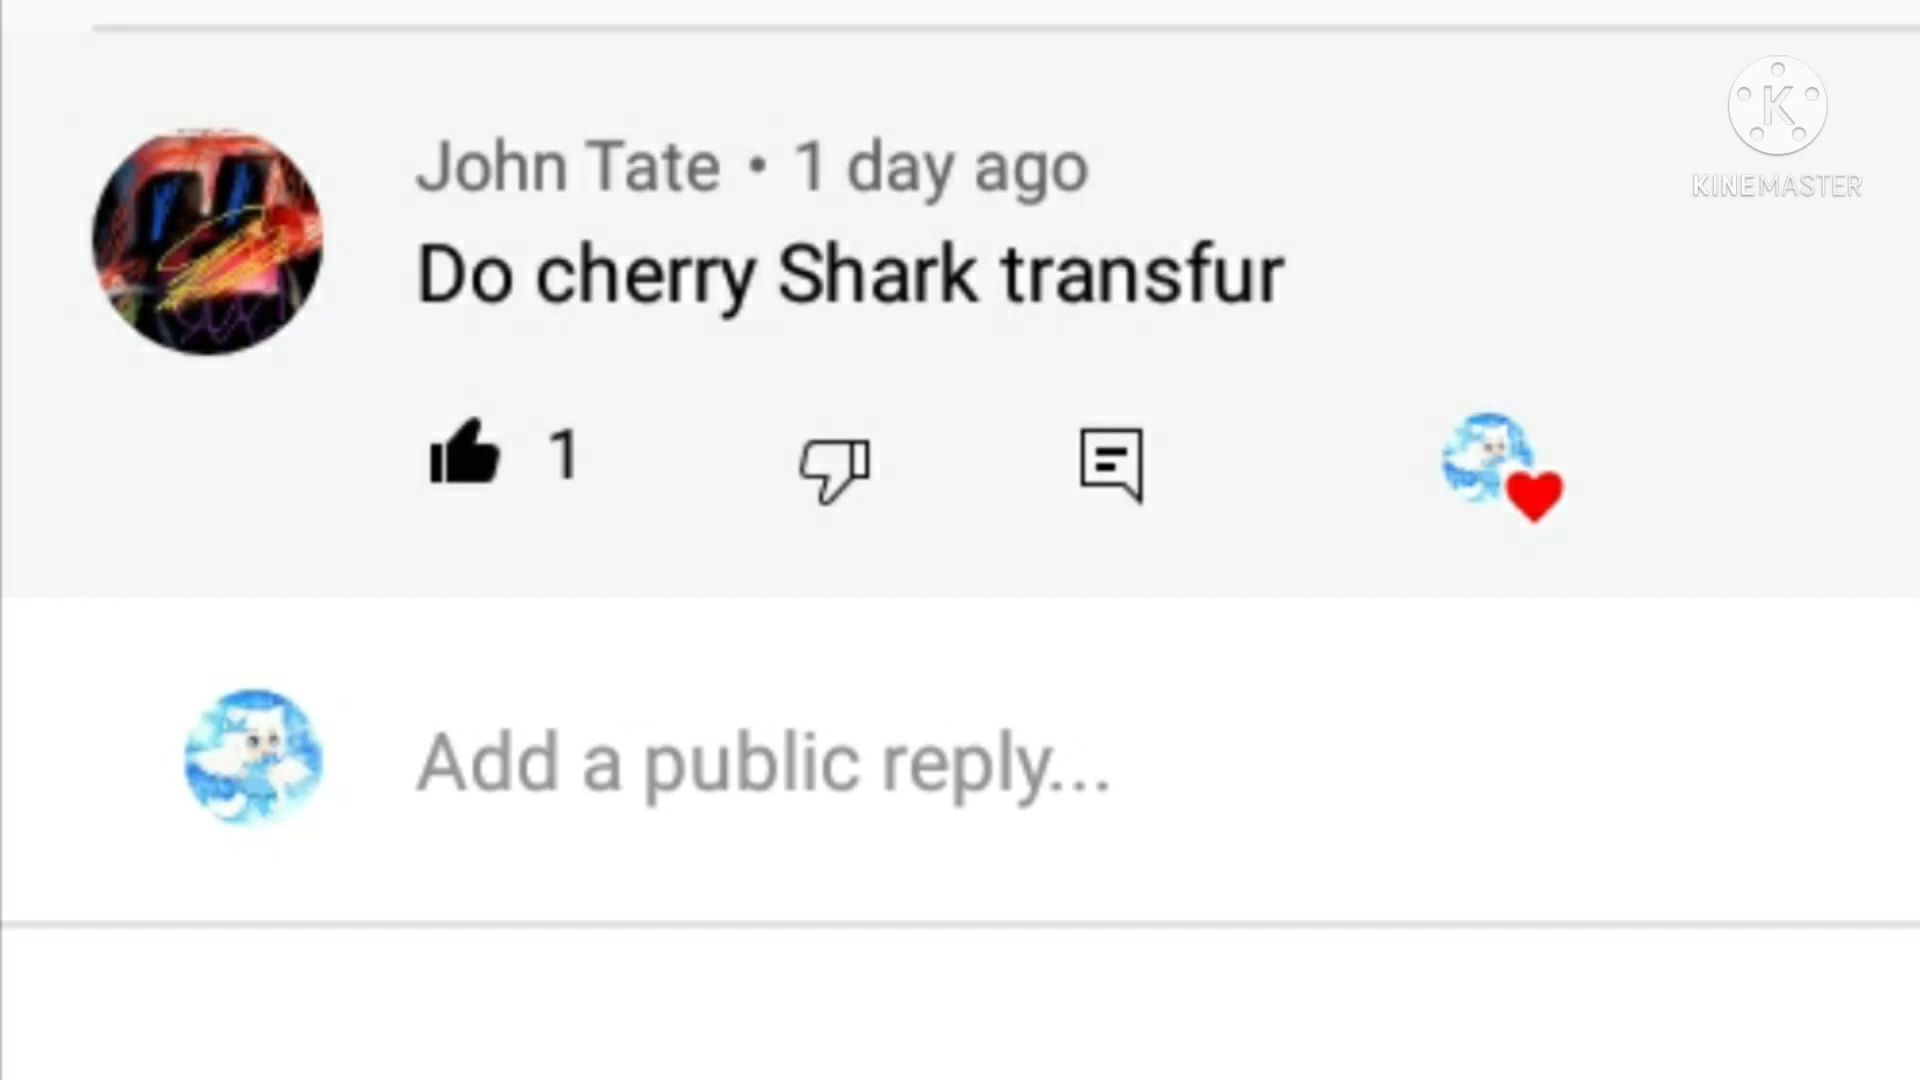 John Tate • 1 day ago
KINEMASTER
Do cherry Shark transfur
1
Add a public reply...